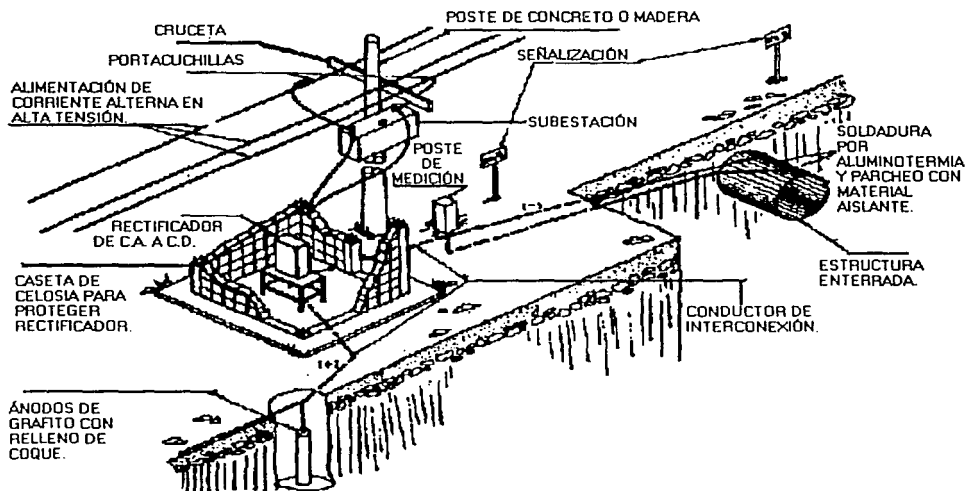 POSTE DE CONCRETO O MADERA
CRUCETA
PORTACUCHILLAS
SEÑALIZACIÓN
ALIMENTACIÓN DE
CORRIENTE ALTERNA EN
ALTA TENSIÓN.
SUBESTACIÓN
POSTE
DE
MEDICIÓN
SOLDADURA
POR
ALUMINOTERMIA
Y PARCHEO CON
MATERIAL
AISLANTE.
RECTIFICADOR
DE C.A. A C.D.
CASETA DE
CELOSIA PARA
PROTEGER
RECTIFICADOR.
ESTRUCTURA
ENTERRADA.
CONDUCTOR DE
INTERCONEXIÓN.
ÁNODOS DE
GRAFITO CON
RELLENO DE
COQUE.